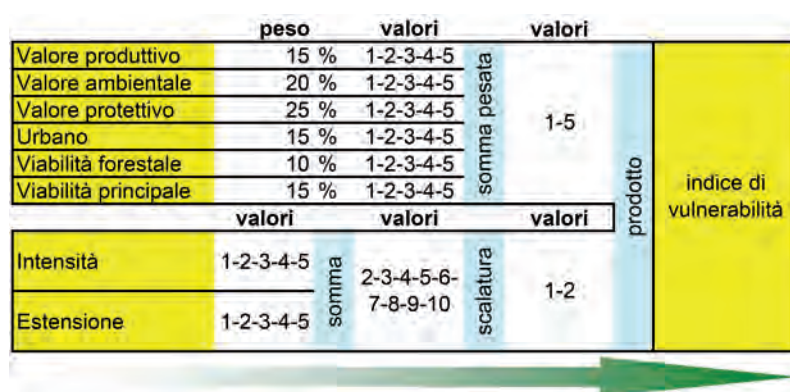 peso valori valori
Valore produttivo 15 % 1-2-3-4-5
Valore ambientale 20 % 1-2-3-4-5
Valore protettivo 25 % 1-2-3-4-5
Urbano 15 % 1-2-3-4-5
Viabilità forestale 10 % 1-2-3-4-5
Viabilità principale 15 % 1-2-3-4-5
somma pesata
1-5
valori valori valori
Intensità 1-2-3-4-5
Estensione 1-2-3-4-5
somma
2-3-4-5-6-
7-8-9-10
scalatura
1-2
prodotto
indice di
vulnerabilità